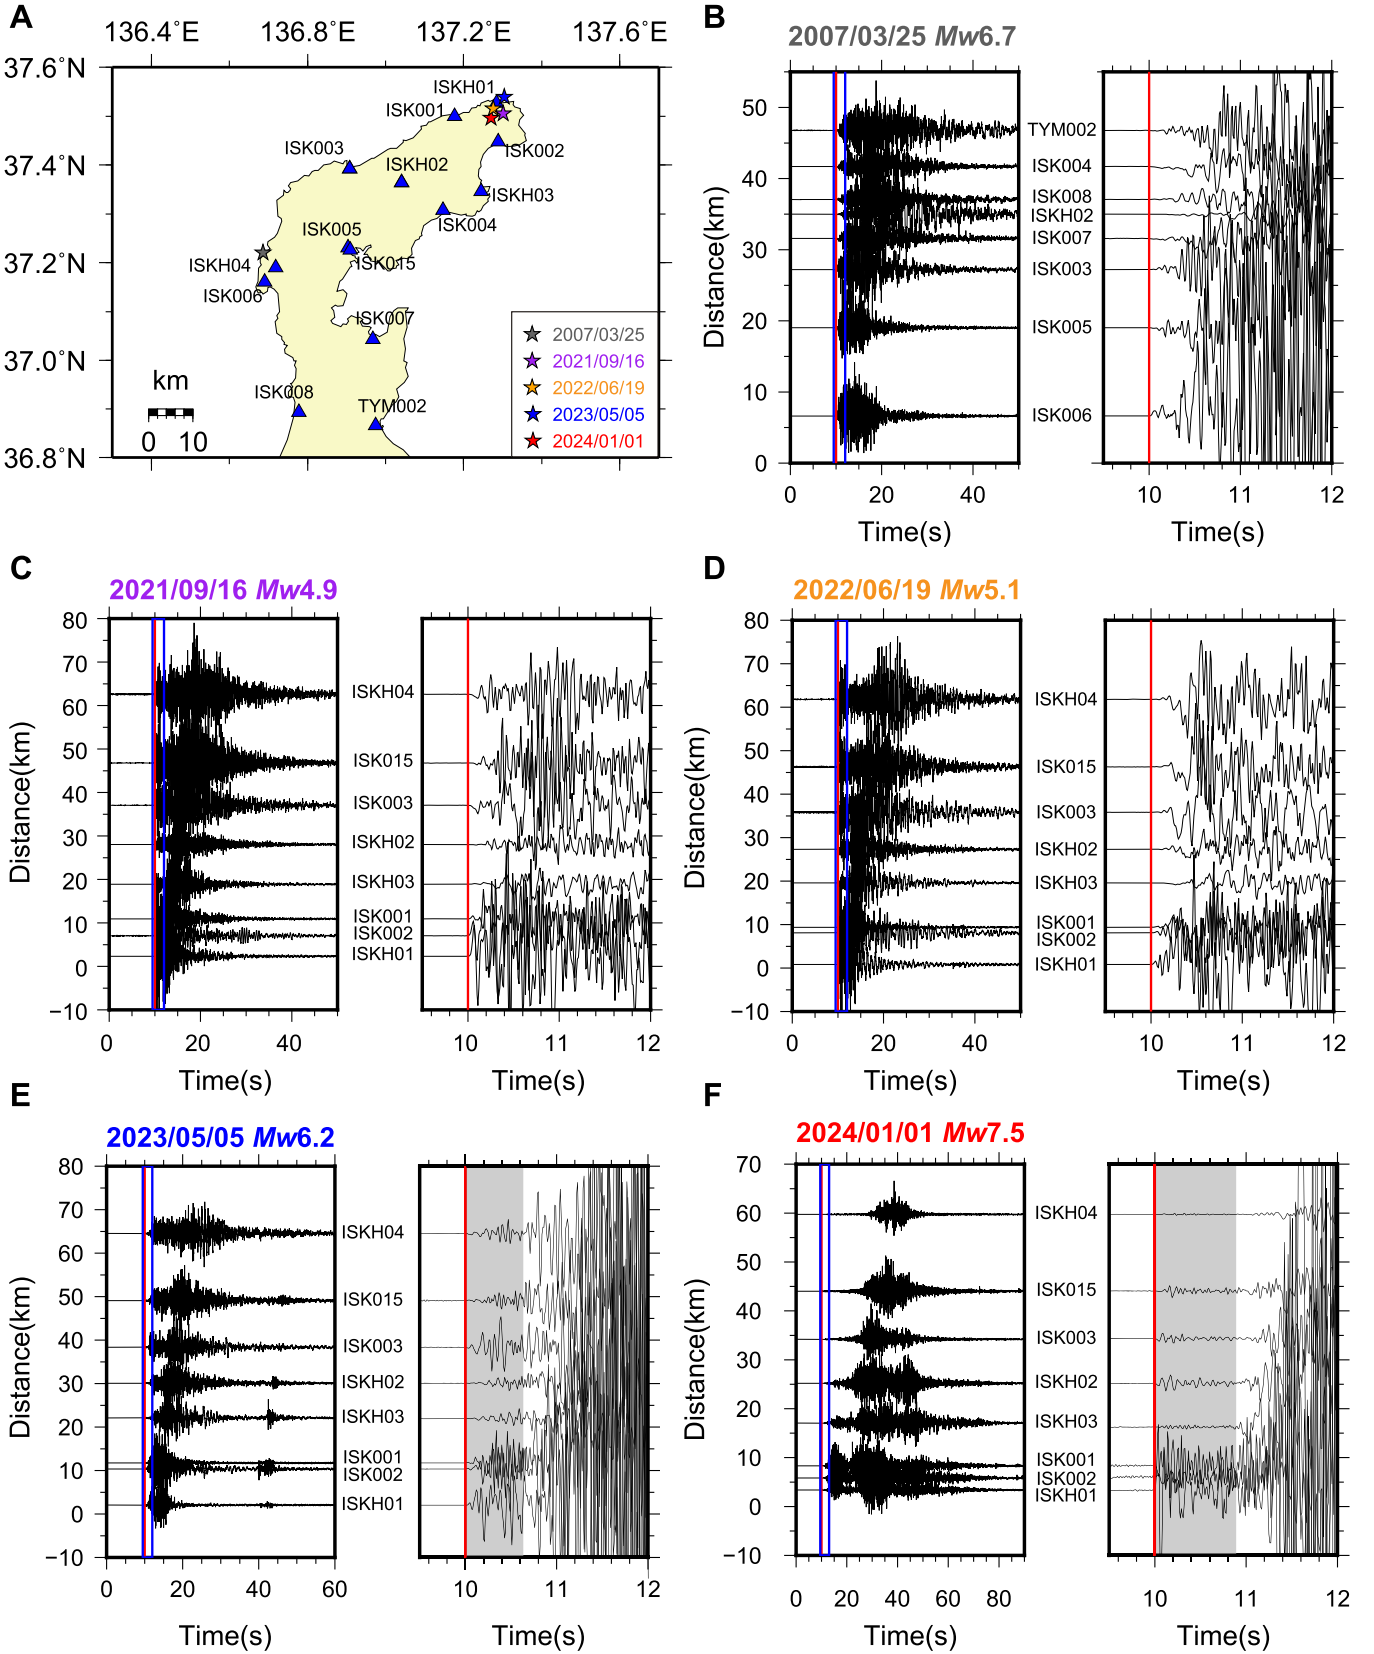 A
136.4°E 136.8°E 137.2°E 137.6°E
37.6°N
37.4°N
37.2°N
37.0°N
36.8°N
ISKH01
ISK001
ISK002
ISK003
ISKH02
ISKH03
ISK004
ISK005
ISK015
ISKH04
ISK006
ISK007
ISK008
TYM002
km
0 10
2007/03/25
2021/09/16
2022/06/19
2023/05/05
2024/01/01
B
2007/03/25 Mw6.7
Distance(km)
50
40
30
20
10
0
TYM002
ISK004
ISK008
ISKH02
ISK007
ISK003
ISK005
ISK006
0 20 40
10 11 12
Time(s) Time(s)
C
2021/09/16 Mw4.9
Distance(km)
80
70
60
50
40
30
20
10
0
−10
ISKH04
ISK015
ISK003
ISKH02
ISKH03
ISK001
ISK002
ISKH01
0 20 40
10 11 12
Time(s) Time(s)
D
2022/06/19 Mw5.1
Distance(km)
80
70
60
50
40
30
20
10
0
−10
ISKH04
ISK015
ISK003
ISKH02
ISKH03
ISK001
ISK002
ISKH01
0 20 40
10 11 12
Time(s) Time(s)
E
2023/05/05 Mw6.2
Distance(km)
80
70
60
50
40
30
20
10
0
−10
ISKH04
ISK015
ISK003
ISKH02
ISKH03
ISK001
ISK002
ISKH01
0 20 40 60
10 11 12
Time(s) Time(s)
F
2024/01/01 Mw7.5
Distance(km)
70
60
50
40
30
20
10
0
−10
ISKH04
ISK015
ISK003
ISKH02
ISKH03
ISK001
ISK002
ISKH01
0 20 40 60 80
10 11 12
Time(s) Time(s)